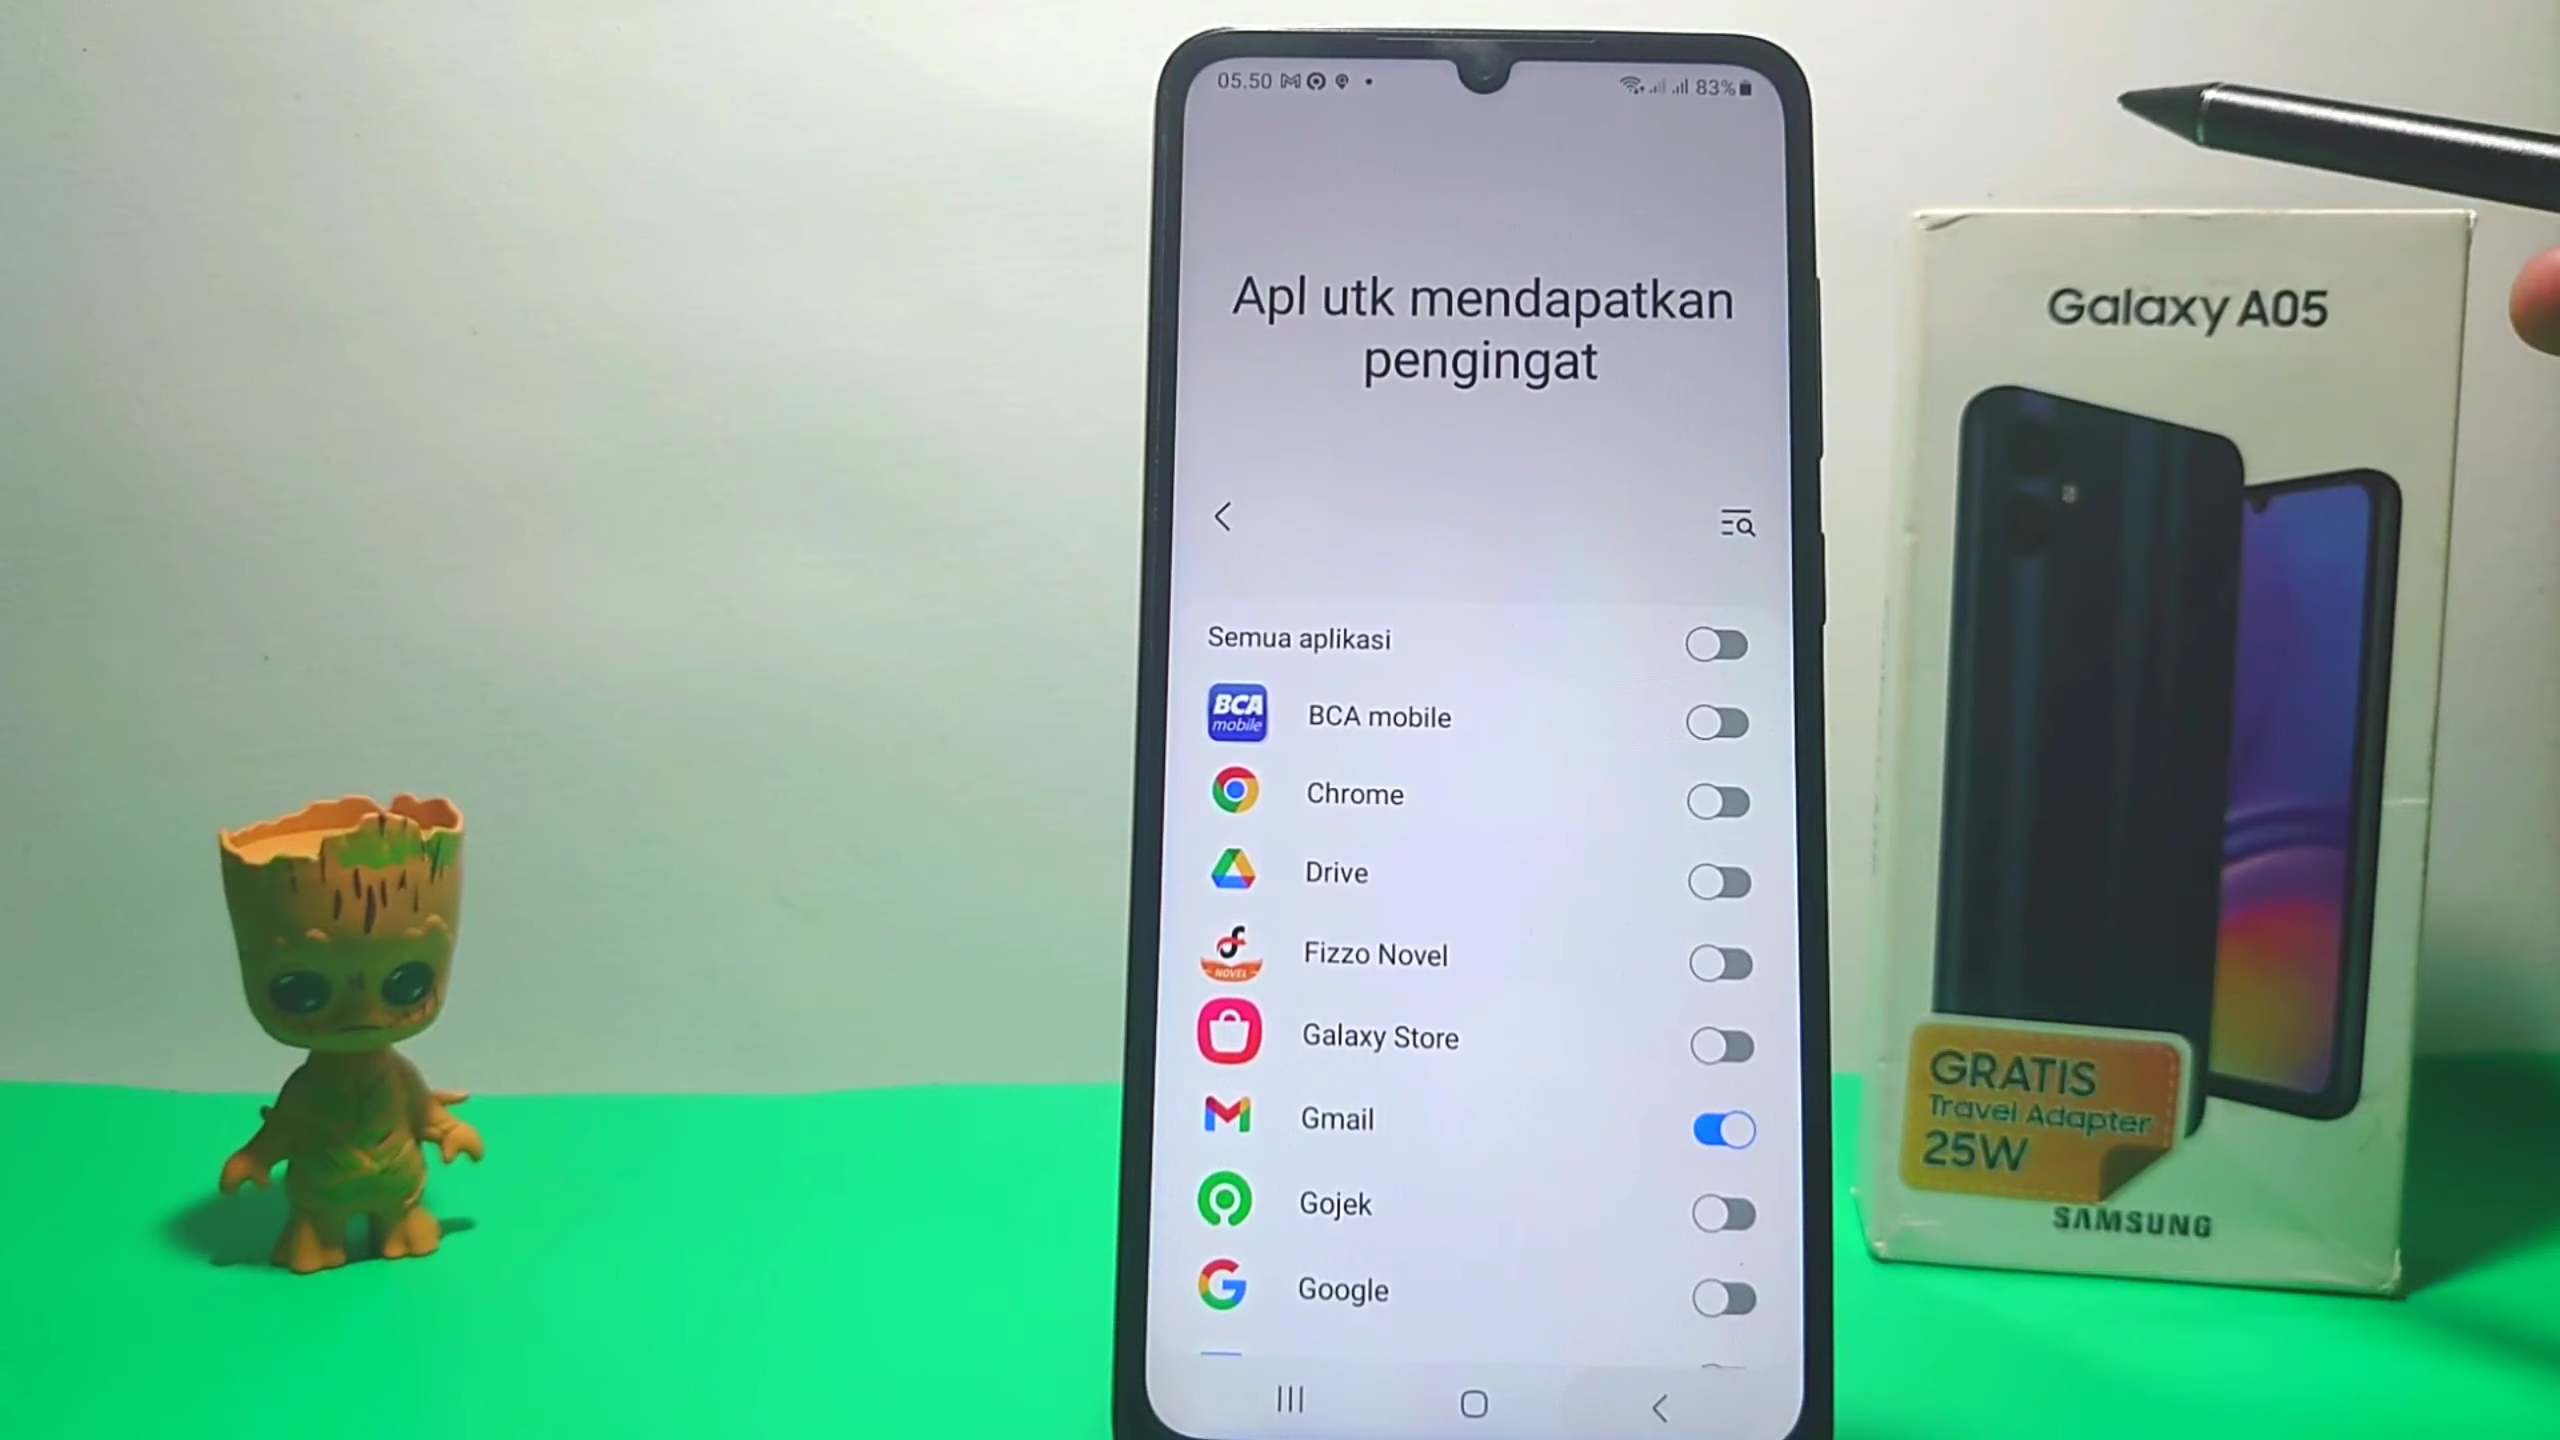 05.50
83%
Apl utk mendapatkan
pengingat
Semua aplikasi
BCA
mobile
BCA mobile
Chrome
Drive
NOVEL
Fizzo Novel
Galaxy Store
Gmail
Gojek
Google
Galaxy A05
GRATIS
Travel Adapter
25W
SAMSUNG